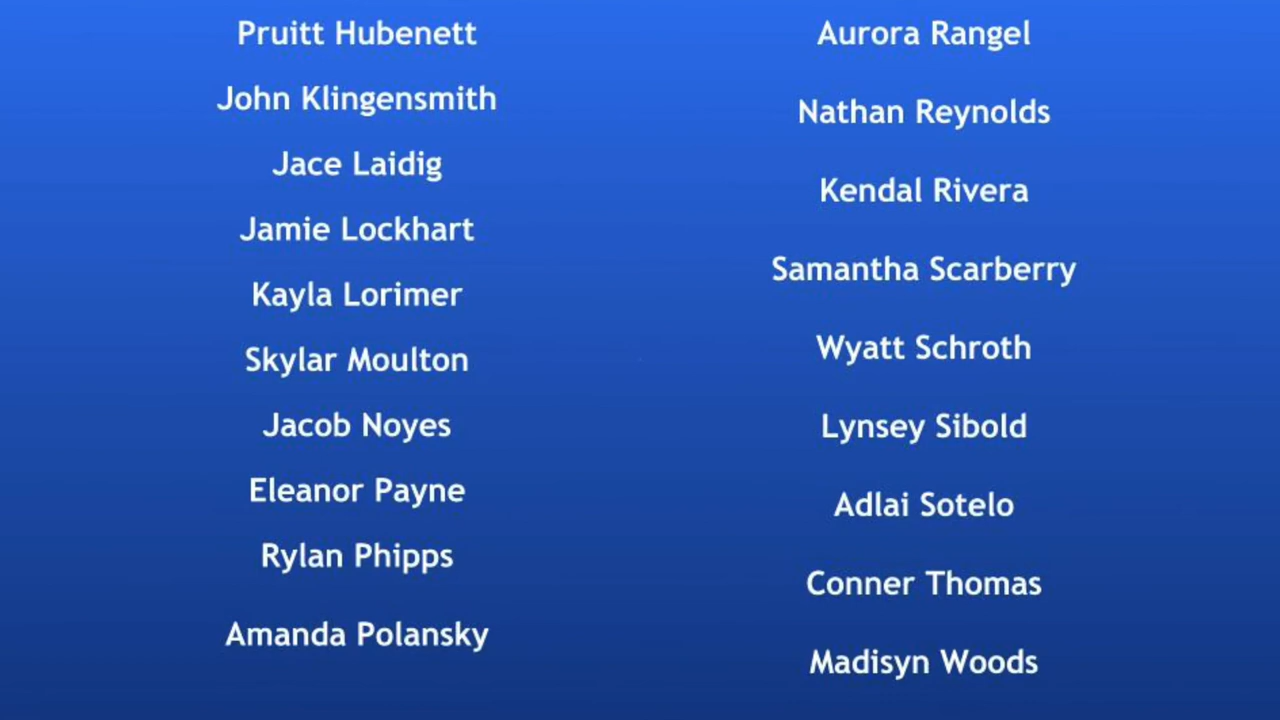 Pruitt Hubenett
John Klingensmith
Jace Laidig
Jamie Lockhart
Kayla Lorimer
Skylar Moulton
Jacob Noyes
Eleanor Payne
Rylan Phipps
Amanda Polansky
Aurora Rangel
Nathan Reynolds
Kendal Rivera
Samantha Scarberry
Wyatt Schroth
Lynsey Sibold
Adlai Sotelo
Conner Thomas
Madisyn Woods